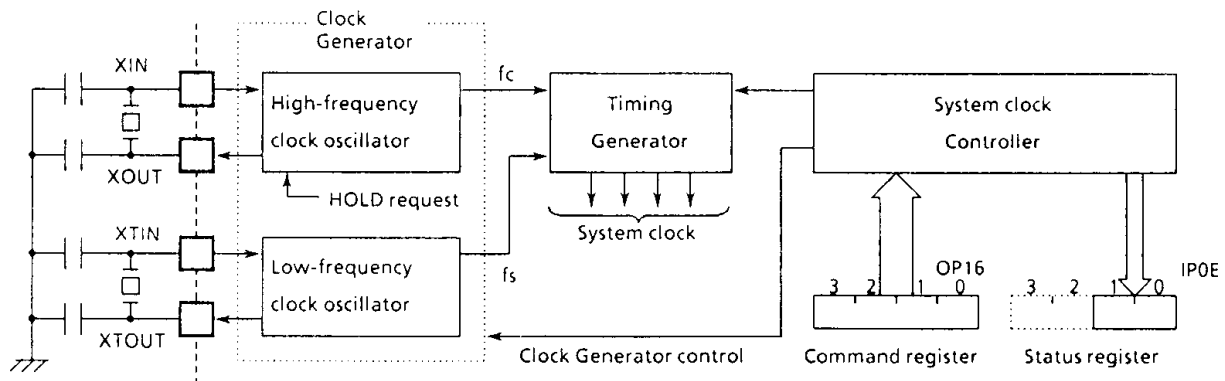 Clock
Generator
XIN
XOUT
XTIN
XTOUT
High-frequency
clock oscillator
HOLD request
Low-frequency
clock oscillator
fc
fs
Timing
Generator
System clock
System clock
Controller
Clock Generator control
OP16
3 2 1 0
Command register
IP0E
3 2 1 0
Status register